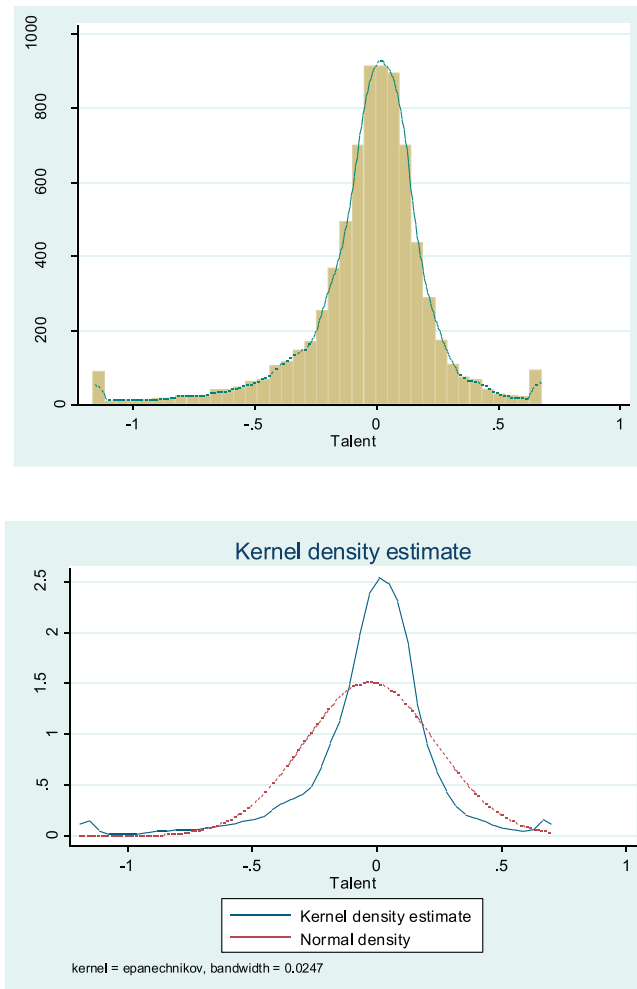 1000
800
600
400
200
0
-1 -.5 0 .5 1
Talent
Kernel density estimate
2.5
2
1.5
1
.5
0
-1 -.5 0 .5 1
Talent
Kernel density estimate
Normal density
kernel = epanechnikov, bandwidth = 0.0247